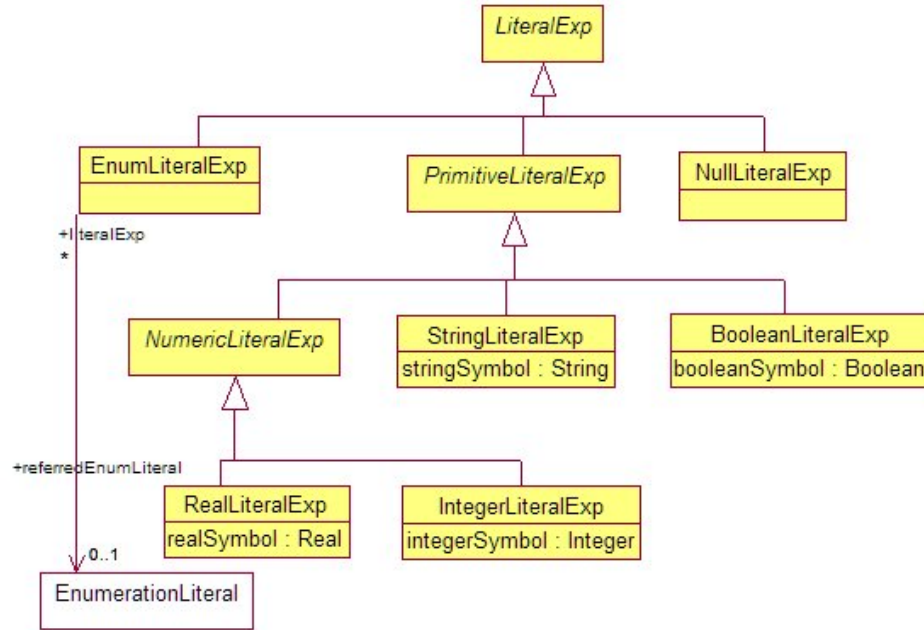 LiteralExp
EnumLiteralExp
PrimitiveLiteralExp
NullLiteralExp
+literalExp
*
NumericLiteralExp
StringLiteralExp
stringSymbol : String
BooleanLiteralExp
booleanSymbol : Boolean
+referredEnumLiteral
RealLiteralExp
realSymbol : Real
IntegerLiteralExp
integerSymbol : Integer
0..1
EnumerationLiteral